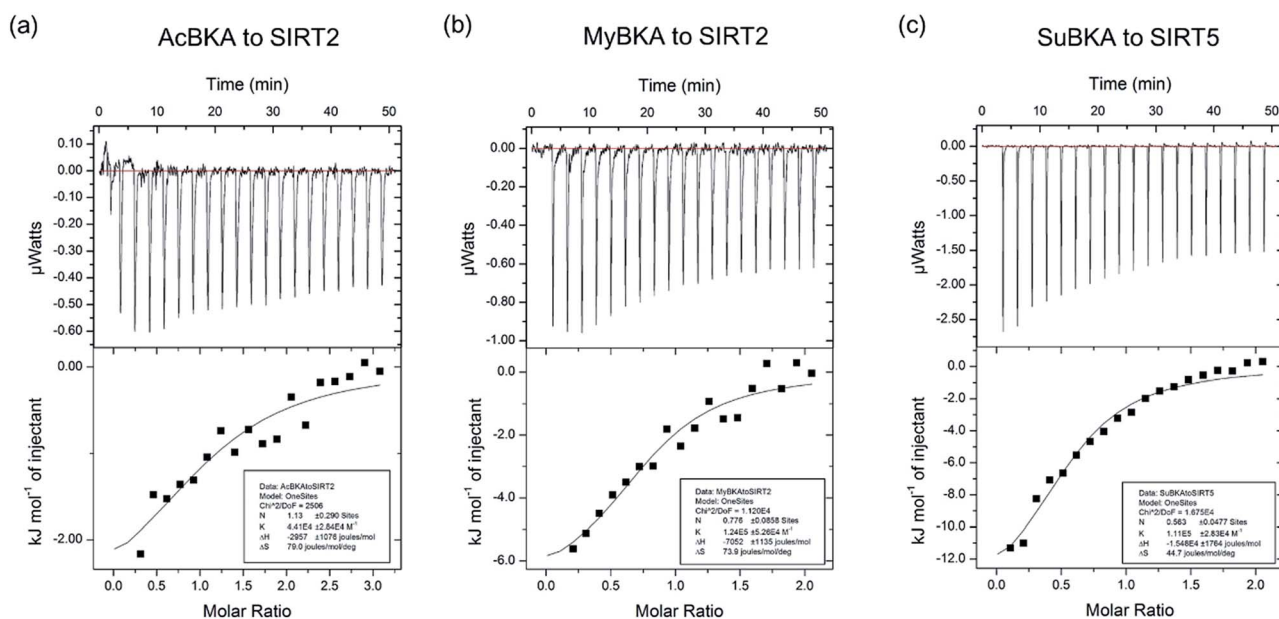 (a)
AcBKA to SIRT2
Time (min)
0 10 20 30 40 50
0.10
0.00
-0.10
-0.20
-0.30
-0.40
-0.50
-0.60
µWatts
0.00
-2.00
kJ mol-1 of injectant
Data: AcBKAtoSIRT2
Model: OneSites
Chi^2/DoF = 2506
N 1.13 ±0.290 Sites
K 4.41E4 ±2.84E4 M-1
ΔH -2957 ±1076 joules/mol
ΔS 79.0 joules/mol/deg
0.0 0.5 1.0 1.5 2.0 2.5 3.0
Molar Ratio
(b)
MyBKA to SIRT2
Time (min)
0 10 20 30 40 50
0.00
-0.20
-0.40
-0.60
-0.80
-1.00
µWatts
0.0
-2.0
-4.0
-6.0
kJ mol-1 of injectant
Data: MyBKAtoSIRT2
Model: OneSites
Chi^2/DoF = 1.120E4
N 0.776 ±0.0858 Sites
K 1.24E5 ±5.26E4 M-1
ΔH -7052 ±1135 joules/mol
ΔS 73.9 joules/mol/deg
0.0 0.5 1.0 1.5 2.0
Molar Ratio
(c)
SuBKA to SIRT5
Time (min)
0 10 20 30 40 50
0.00
-0.50
-1.00
-1.50
-2.00
-2.50
µWatts
0.0
-2.0
-4.0
-6.0
-8.0
-10.0
-12.0
kJ mol-1 of injectant
Data: SuBKAtoSIRT5
Model: OneSites
Chi^2/DoF = 1.675E4
N 0.563 ±0.0477 Sites
K 1.11E5 ±2.83E4 M-1
ΔH -1.548E4 ±1764 joules/mol
ΔS 44.7 joules/mol/deg
0.0 0.5 1.0 1.5 2.0
Molar Ratio